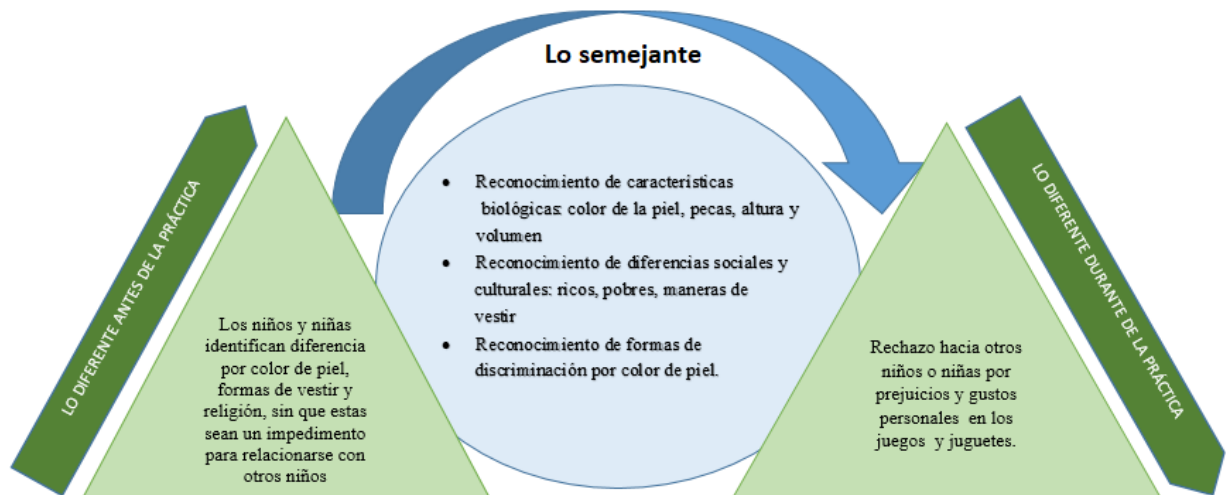 Lo semejante
LO DIFERENTE ANTES DE LA PRÁCTICA
Los niños y niñas
identifican diferencia
por color de piel,
formas de vestir y
religión, sin que estas
sean un impedimento
para relacionarse con
otros niños
• Reconocimiento de características
biológicas: color de la piel, pecas, altura y
volumen
• Reconocimiento de diferencias sociales y
culturales: ricos, pobres, maneras de
vestir
• Reconocimiento de formas de
discriminación por color de piel.
Rechazo hacia otros
niños o niñas por
prejuicios y gustos
personales en los
juegos y juguetes.
LO DIFERENTE DURANTE DE LA PRÁCTICA